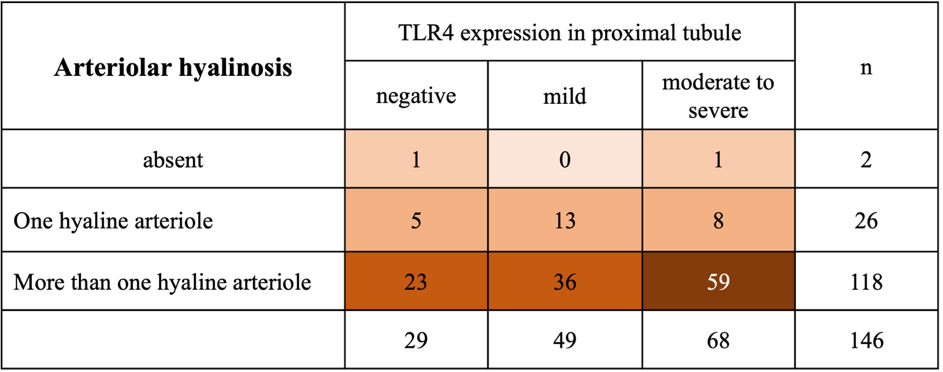 Arteriolar hyalinosis
TLR4 expression in proximal tubule
n
negative
mild
moderate to
severe
absent 1 0 1 2
One hyaline arteriole 5 13 8 26
More than one hyaline arteriole 23 36 59 118
29 49 68 146